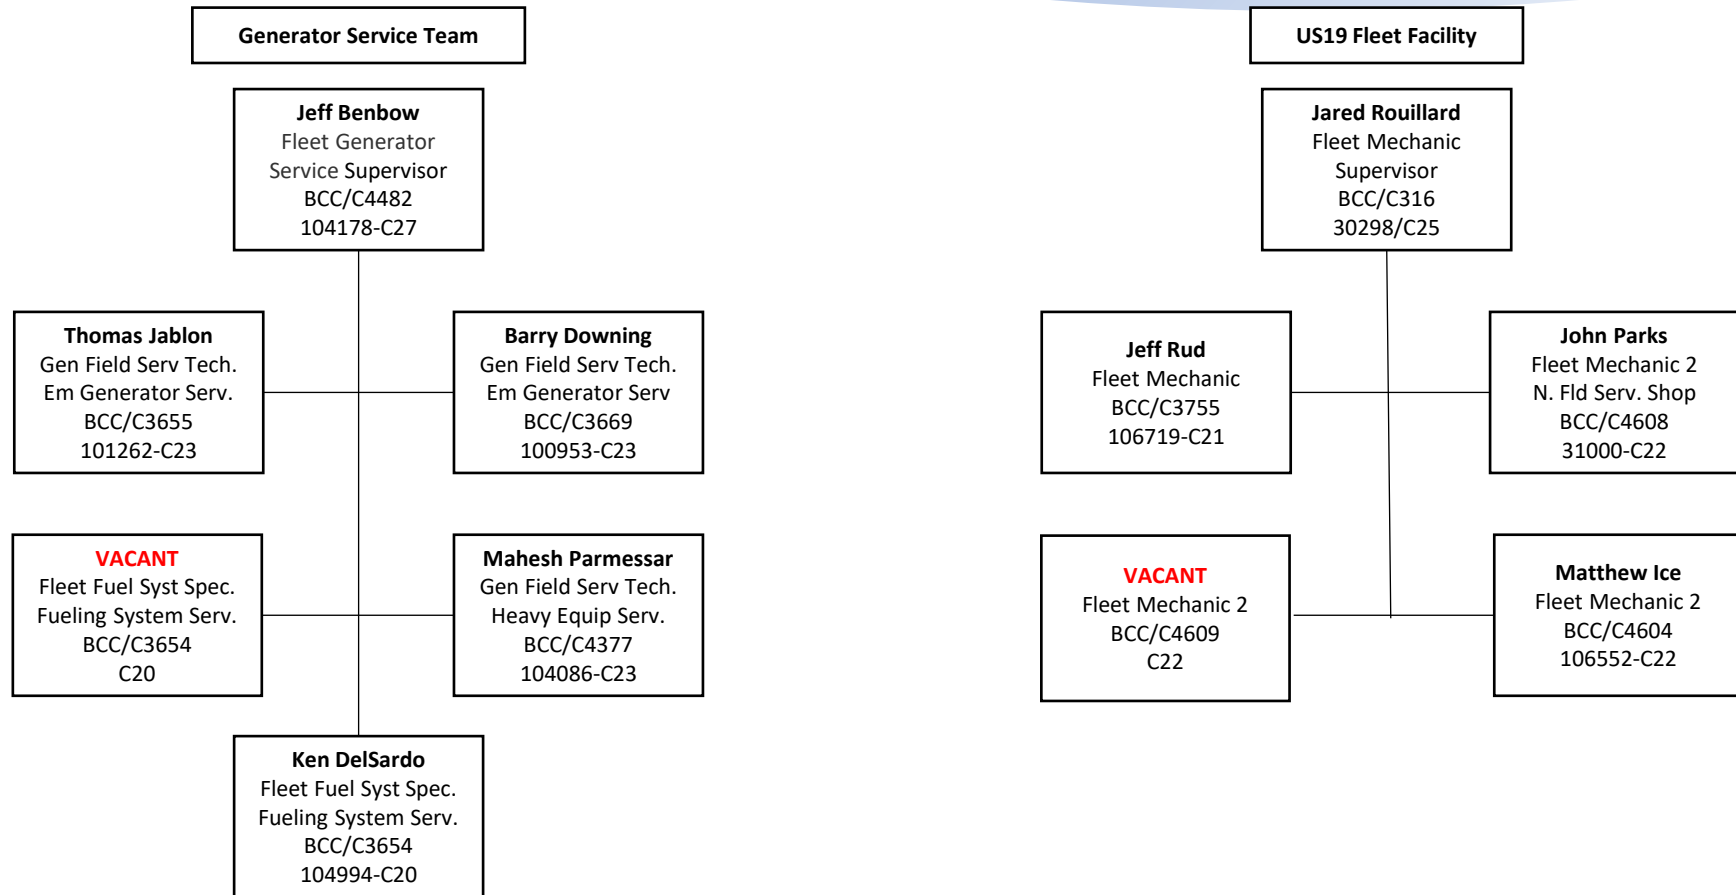 Generator Service Team
Jeff Benbow
Fleet Generator
Service Supervisor
BCC/C4482
104178-C27
Thomas Jablon
Gen Field Serv Tech.
Em Generator Serv.
BCC/C3655
101262-C23
Barry Downing
Gen Field Serv Tech.
Em Generator Serv
BCC/C3669
100953-C23
VACANT
Fleet Fuel Syst Spec.
Fueling System Serv.
BCC/C3654
C20
Mahesh Parmessar
Gen Field Serv Tech.
Heavy Equip Serv.
BCC/C4377
104086-C23
Ken DelSardo
Fleet Fuel Syst Spec.
Fueling System Serv.
BCC/C3654
104994-C20
US19 Fleet Facility
Jared Rouillard
Fleet Mechanic
Supervisor
BCC/C316
30298/C25
Jeff Rud
Fleet Mechanic
BCC/C3755
106719-C21
John Parks
Fleet Mechanic 2
N. Fld Serv. Shop
BCC/C4608
31000-C22
VACANT
Fleet Mechanic 2
BCC/C4609
C22
Matthew Ice
Fleet Mechanic 2
BCC/C4604
106552-C22